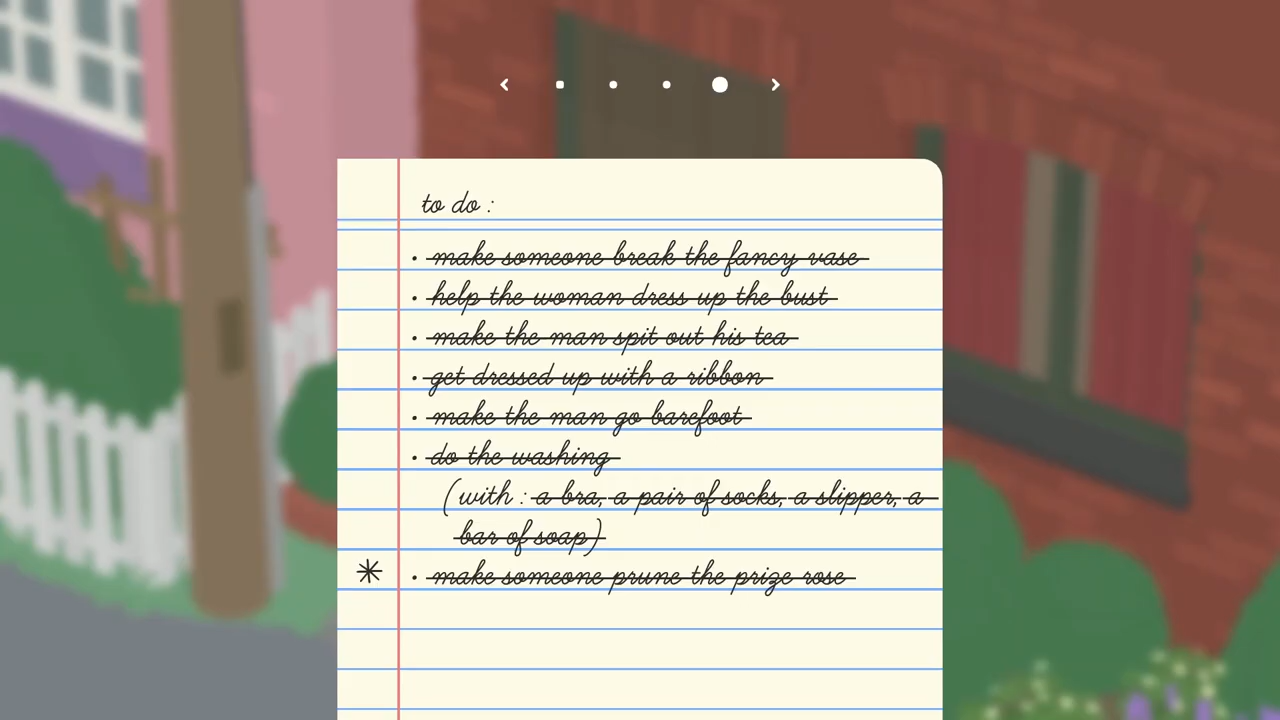 to do :
• make someone break the fancy vase
• help the woman dress up the bust
• make the man spit out his tea
• get dressed up with a ribbon
• make the man go barefoot
• do the washing
(with : a bra, a pair of socks, a slipper, a
bar of soap)
• make someone prune the prize rose